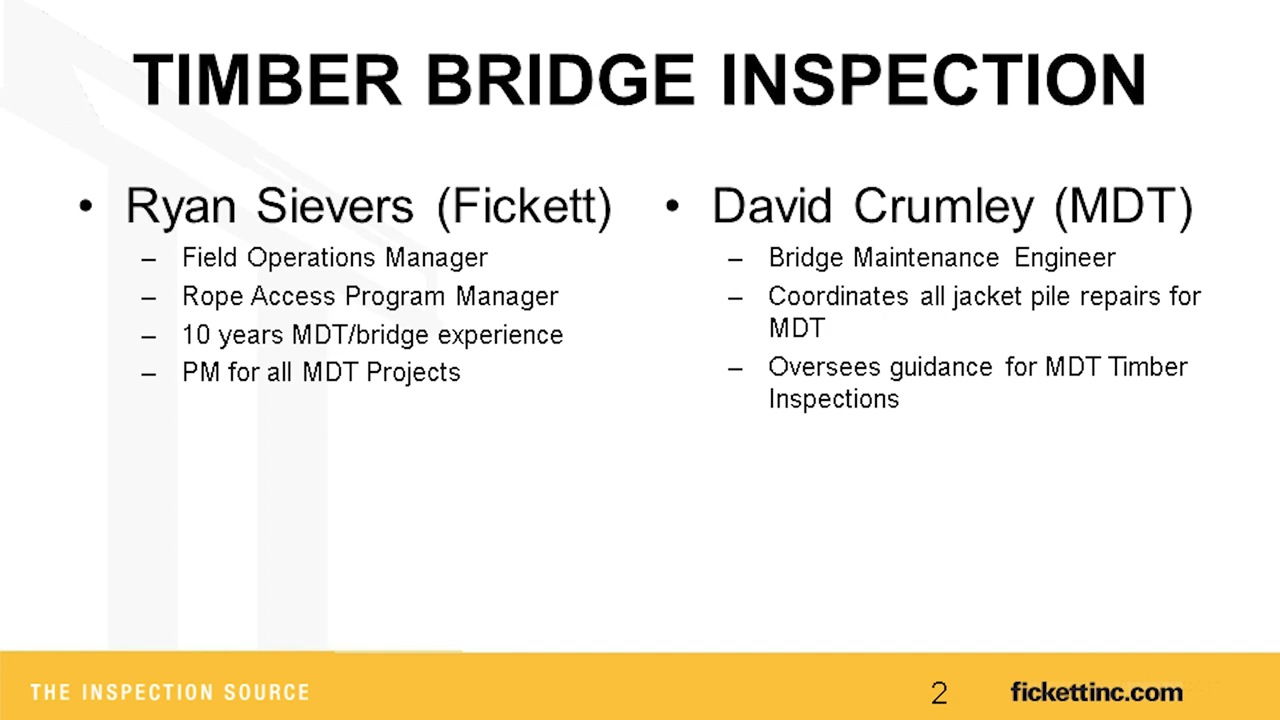 TIMBER BRIDGE INSPECTION
• Ryan Sievers (Fickett)
– Field Operations Manager
– Rope Access Program Manager
– 10 years MDT/bridge experience
– PM for all MDT Projects
• David Crumley (MDT)
– Bridge Maintenance Engineer
– Coordinates all jacket pile repairs for
MDT
– Oversees guidance for MDT Timber
Inspections
THE INSPECTION SOURCE
2
fickettinc.com